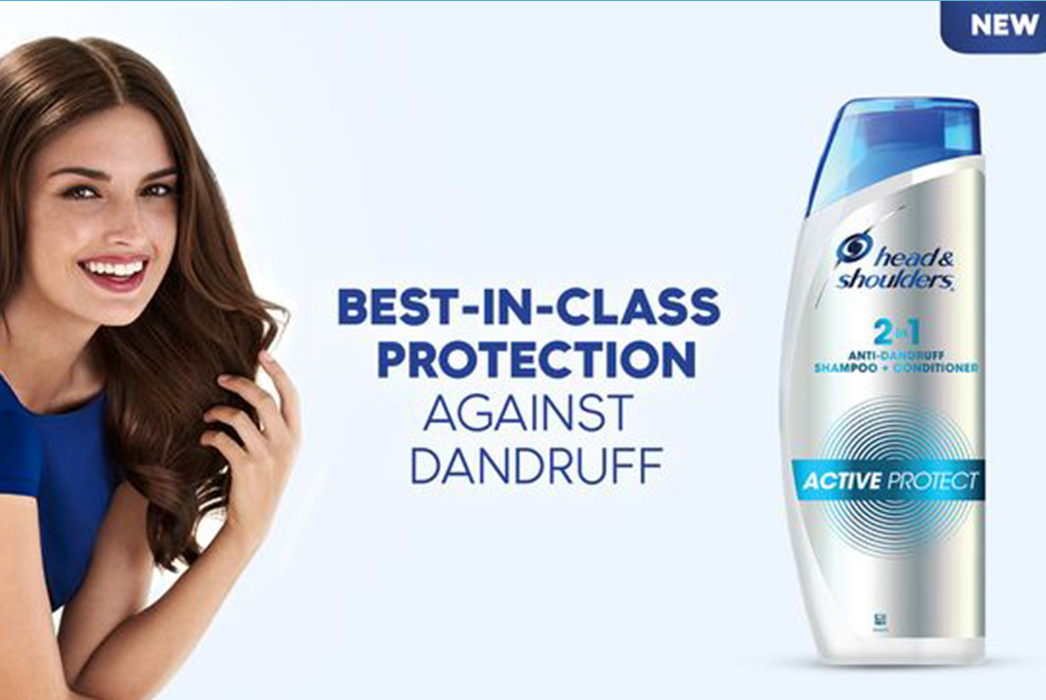 NEW
BEST-IN-CLASS
PROTECTION
AGAINST
DANDRUFF
head &
shoulders
2in1
ANTI-DANDRUFF
SHAMPOO + CONDITIONER
ACTIVE PROTECT